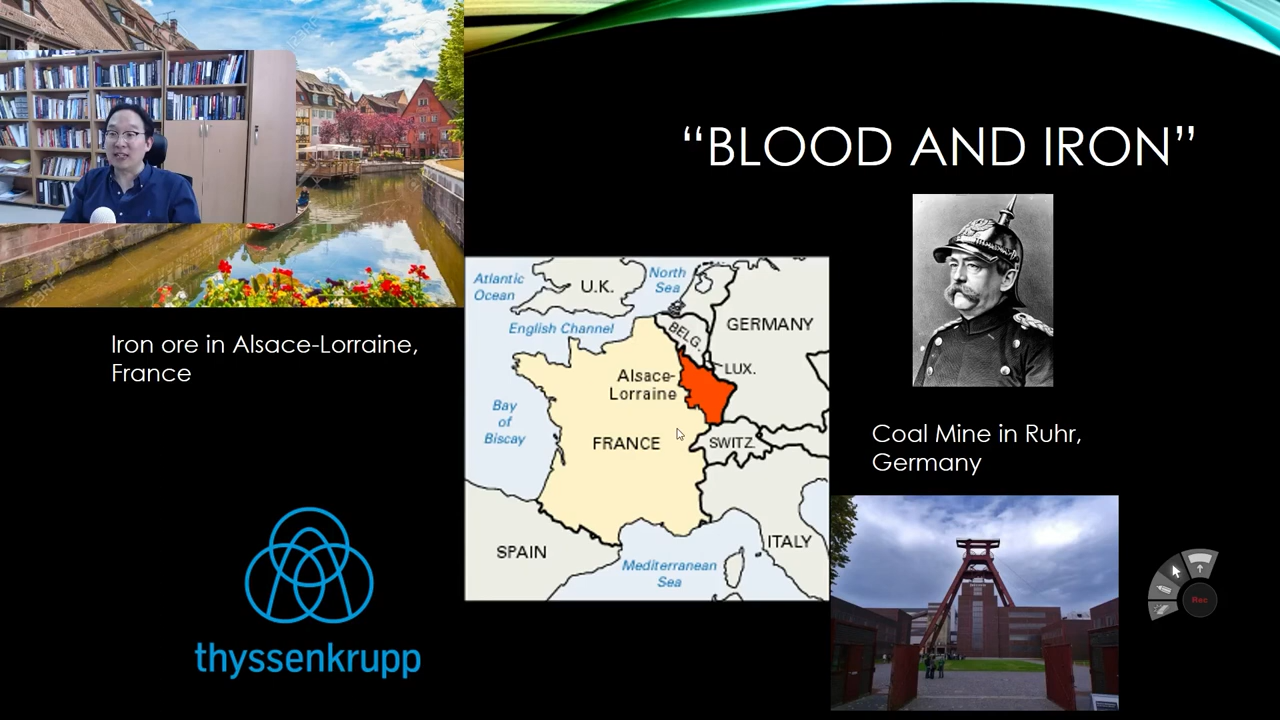 “BLOOD AND IRON”
Iron ore in Alsace-Lorraine,
France
Atlantic
Ocean
U.K.
North
Sea
English Channel
BELG.
GERMANY
LUX.
Alsace-
Lorraine
Bay
of
Biscay
FRANCE
SWITZ.
SPAIN
ITALY
Mediterranean
Sea
Coal Mine in Ruhr,
Germany
thyssenkrupp
Rec